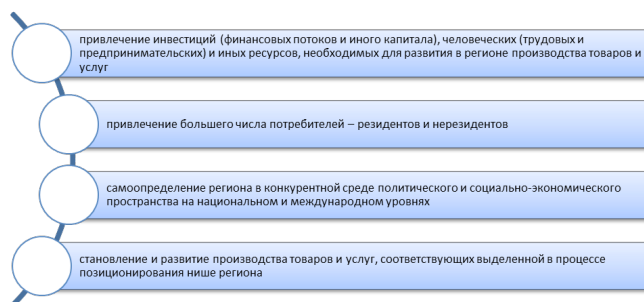 привлечение инвестиций (финансовых потоков и иного капитала), человеческих (трудовых и
предпринимательских) и иных ресурсов, необходимых для развития в регионе производства товаров и
услуг
привлечение большего числа потребителей – резидентов и нерезидентов
самоопределение региона в конкурентной среде политического и социально-экономического
пространства на национальном и международном уровнях
становление и развитие производства товаров и услуг, соответствующих выделенной в процессе
позиционирования нише региона